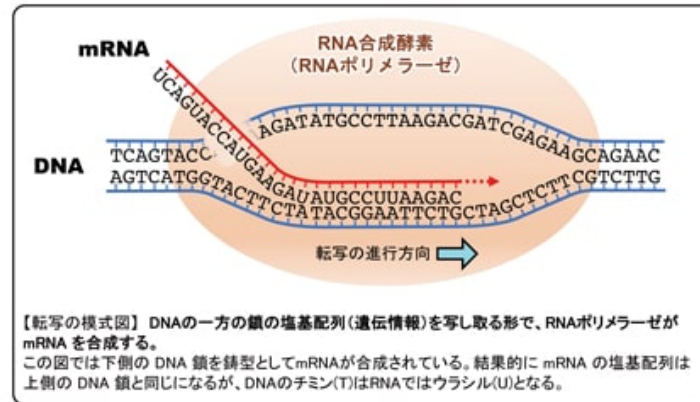 RNA合成酵素
(RNAポリメラーゼ)
mRNA
UCAGUACCAUGAAGAUAUGCCUUAAGAC
AGATATGCCTTAAGACGATCGAGAAGCAGAAC
DNA
TCAGTACC
AGTCATGGTACTTCTATACGGAATTCTGCTAGCTCTTCGTCTTG
転写の進行方向
【転写の模式図】 DNAの一方の鎖の塩基配列(遺伝情報)を写し取る形で、RNAポリメラーゼが
mRNA を合成する。
この図では下側の DNA 鎖を鋳型としてmRNAが合成されている。結果的に mRNA の塩基配列は
上側の DNA 鎖と同じになるが、DNAのチミン(T)はRNAではウラシル(U)となる。